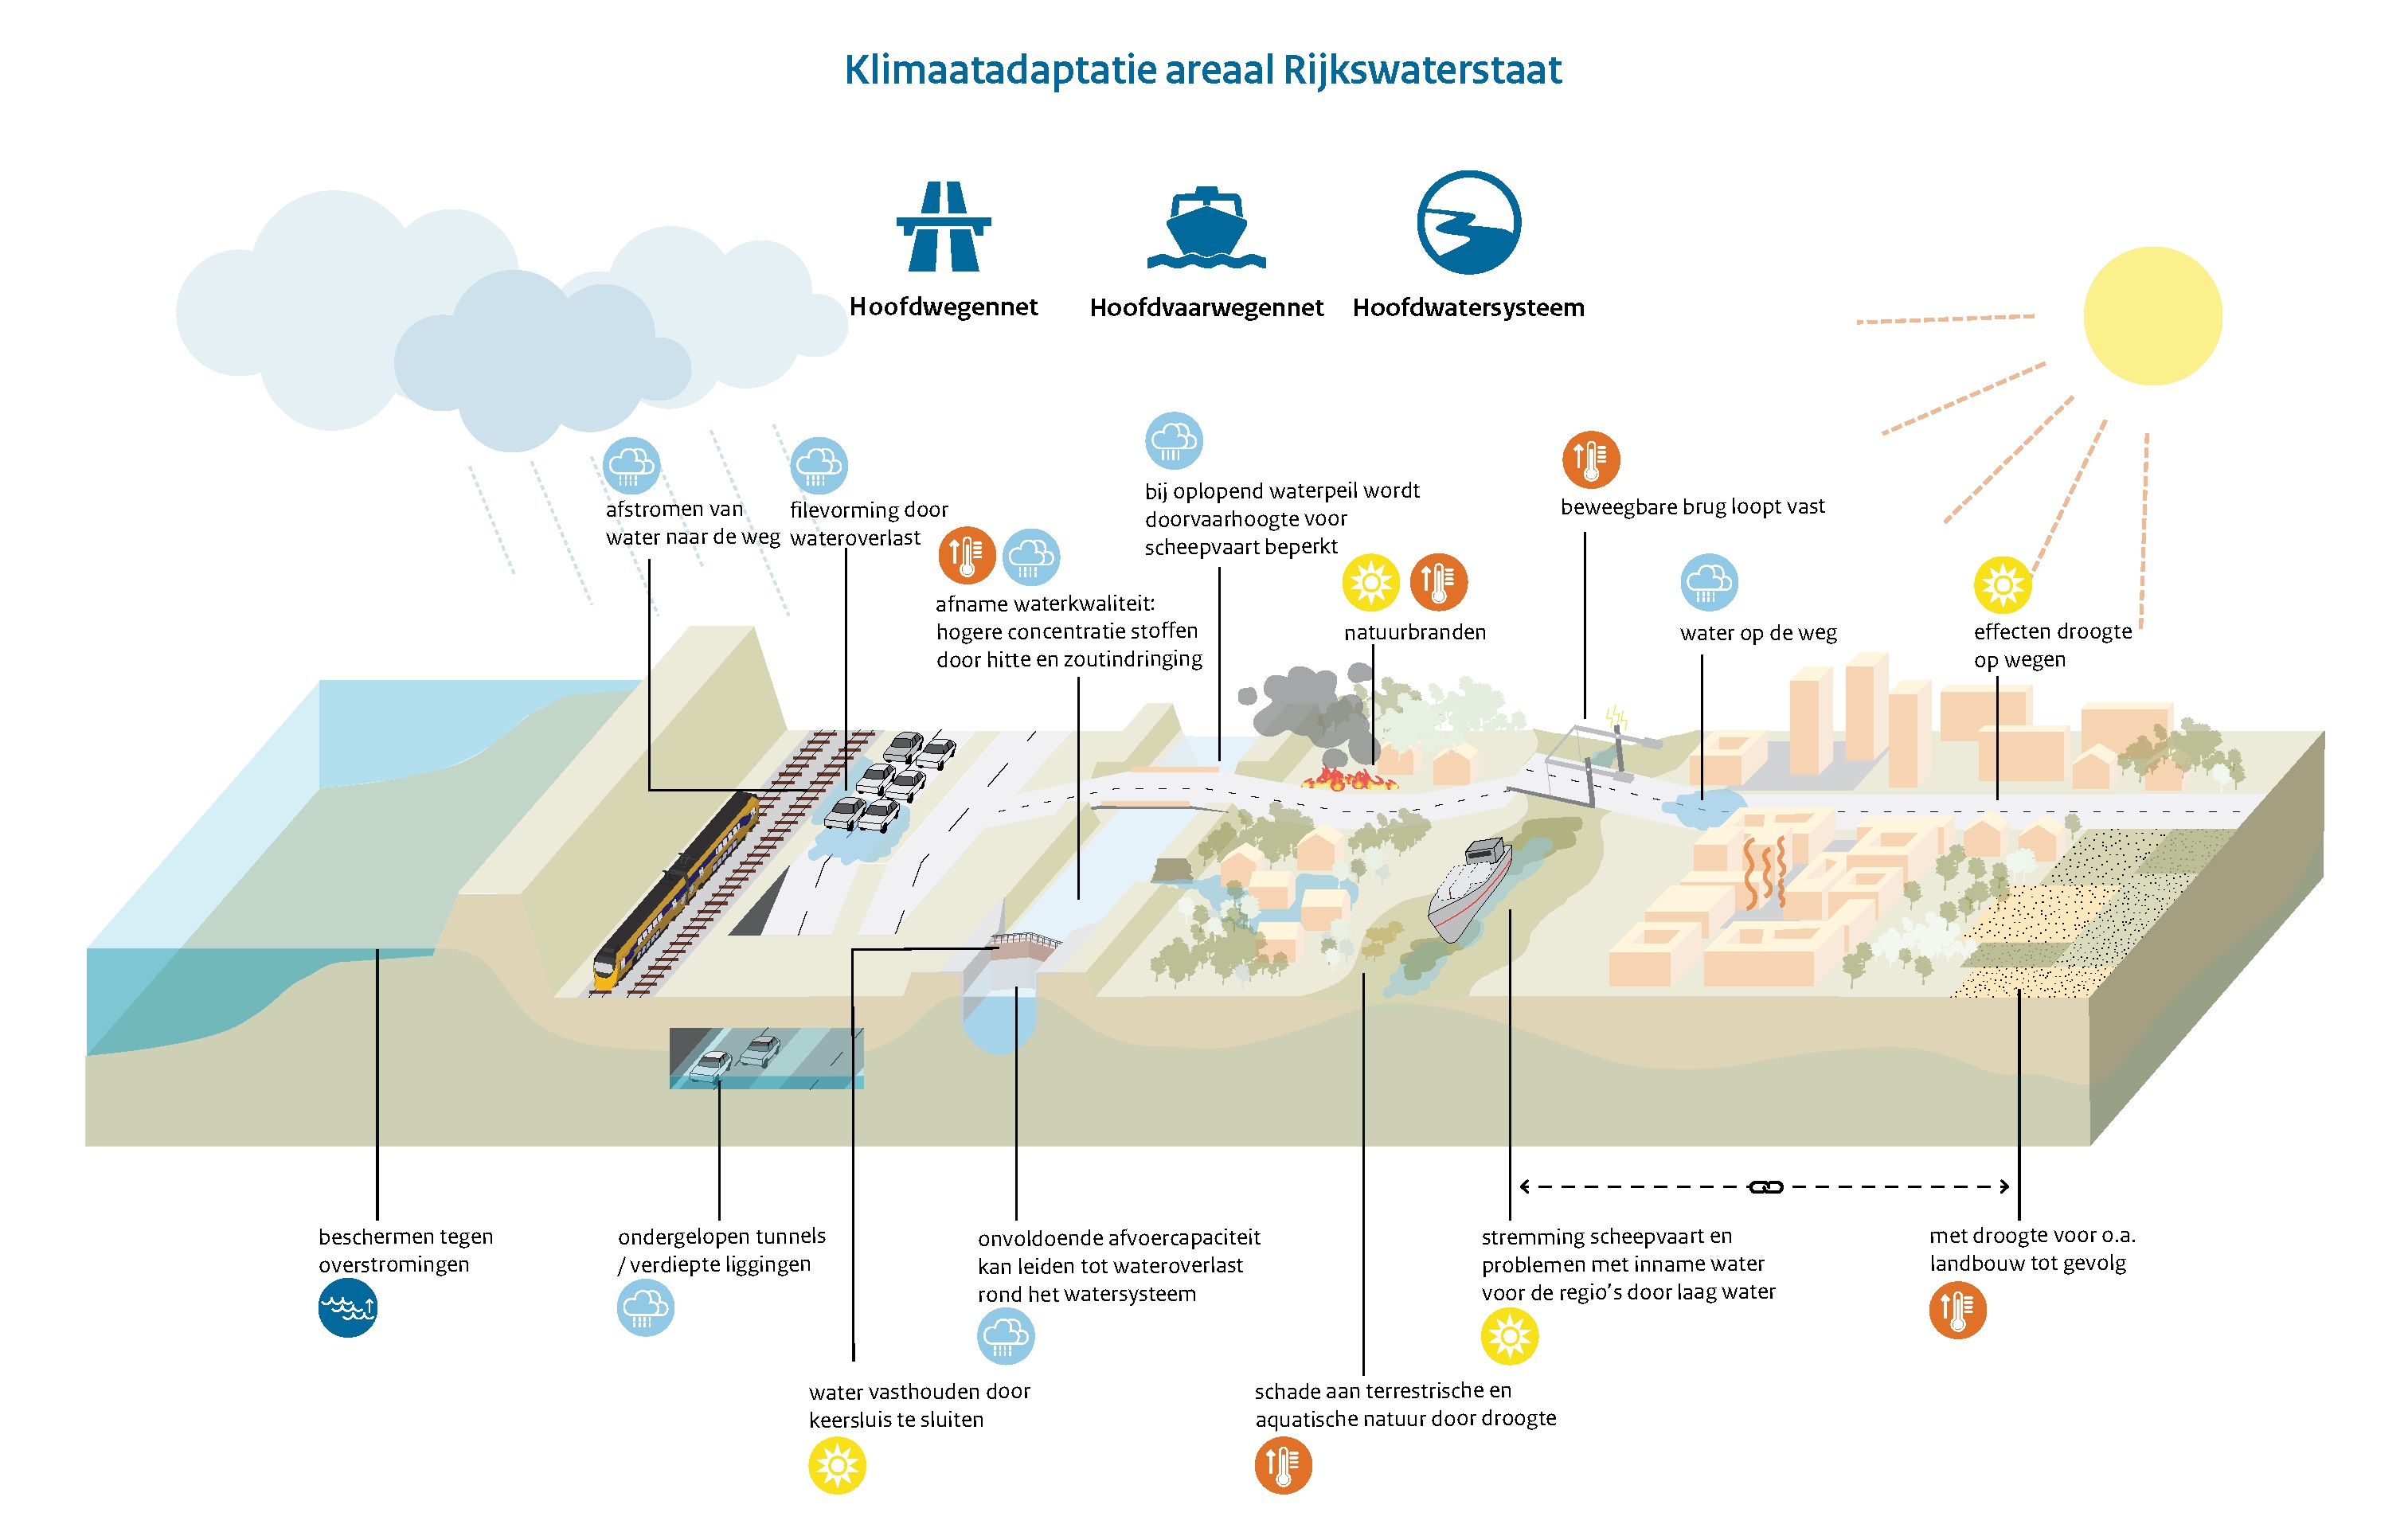 Klimaatadaptatie areaal Rijkswaterstaat
Hoofdwegennet
Hoofdvaarwegennet
Hoofdwatersysteem
afstromen van
water naar de weg
filevorming door
wateroverlast
afname waterkwaliteit:
hogere concentratie stoffen
door hitte en zoutindringing
bij oplopend waterpeil wordt
doorvaarhoogte voor
scheepvaart beperkt
natuurbranden
beweegbare brug loopt vast
water op de weg
effecten droogte
op wegen
beschermen tegen
overstromingen
ondergelopen tunnels
/ verdiepte liggingen
water vasthouden door
keersluis te sluiten
onvoldoende afvoercapaciteit
kan leiden tot wateroverlast
rond het watersysteem
schade aan terrestrische en
aquatische natuur door droogte
stremming scheepvaart en
problemen met inname water
voor de regio's door laag water
met droogte voor o.a.
landbouw tot gevolg